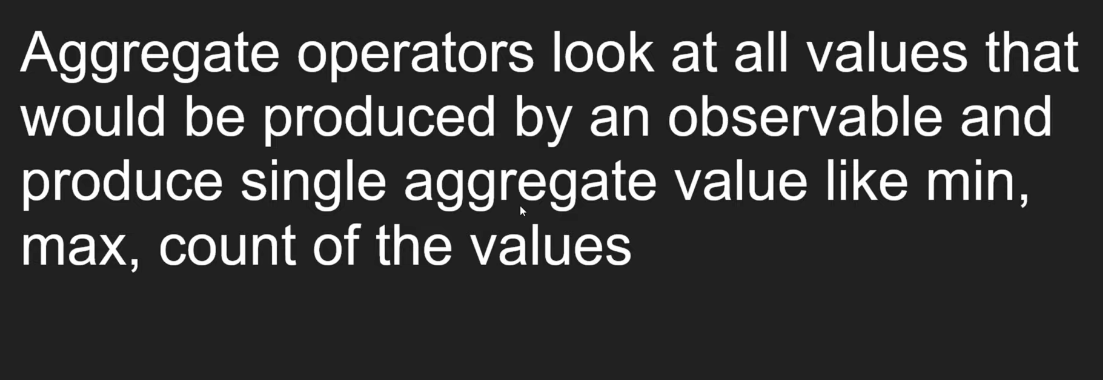 Aggregate operators look at all values that
would be produced by an observable and
produce single aggregate value like min,
max, count of the values